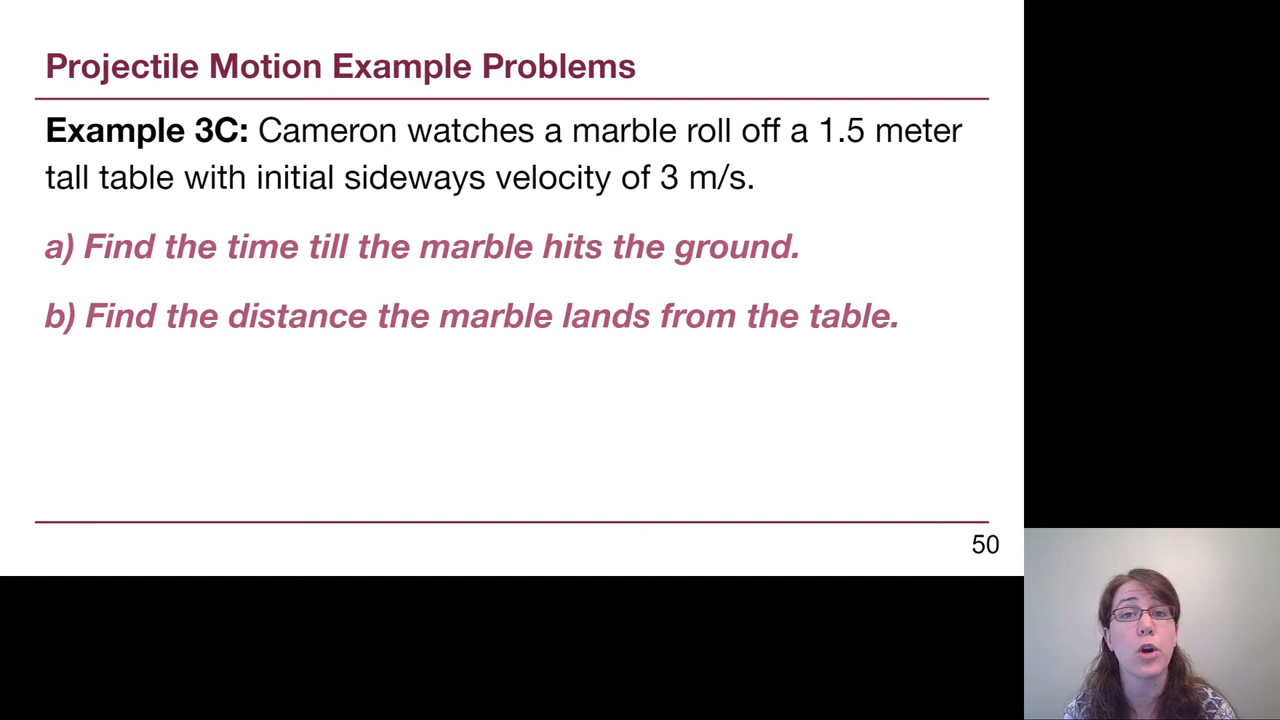 Projectile Motion Example Problems
Example 3C: Cameron watches a marble roll off a 1.5 meter
tall table with initial sideways velocity of 3 m/s.
a) Find the time till the marble hits the ground.
b) Find the distance the marble lands from the table.
50